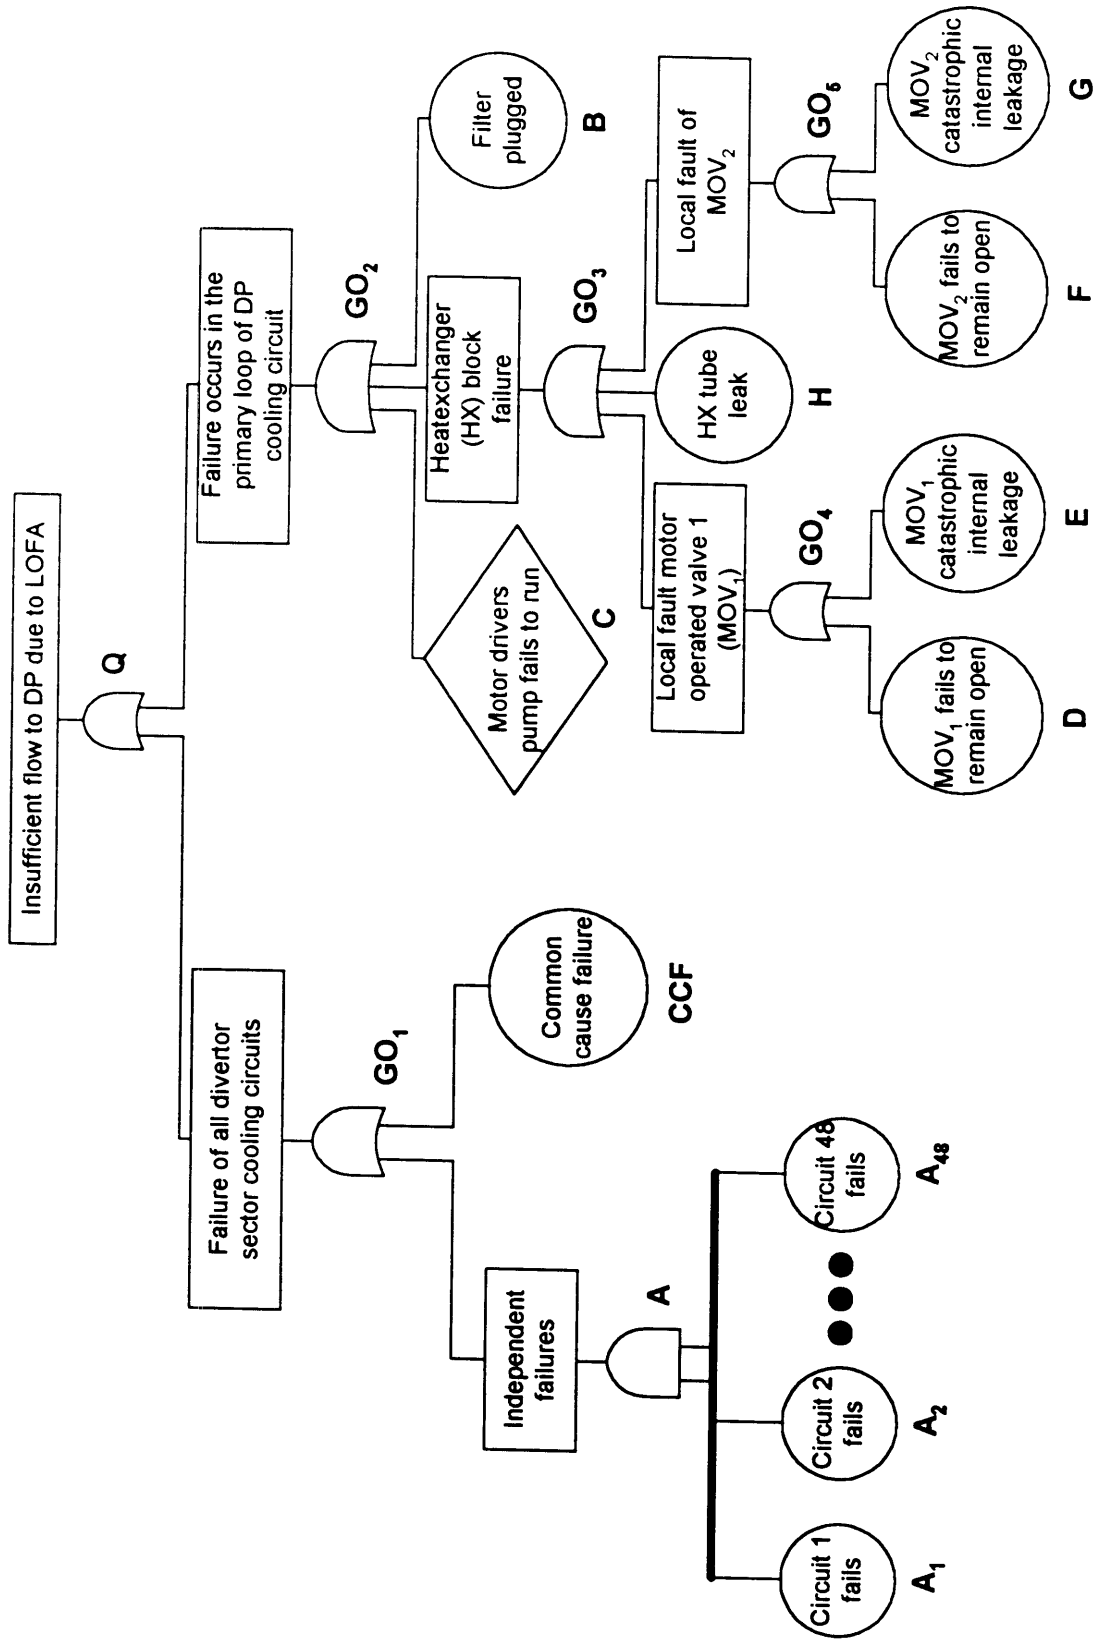 Insufficient flow to DP due to LOFA
Q
Failure of all divertor
sector cooling circuits
Failure occurs in the
primary loop of DP
cooling circuit
GO1
GO2
Independent
failures
Common
cause failure
CCF
Motor drivers
pump fails to run
C
Heatexchanger
(HX) block
failure
Filter
plugged
B
A
GO3
Circuit 1
fails
A1
Circuit 2
fails
A2
Circuit 48
fails
A48
Local fault motor
operated valve 1
(MOV1)
HX tube
leak
H
Local fault of
MOV2
GO4
GO5
MOV1 fails to
remain open
D
MOV1
catastrophic
internal
leakage
E
MOV2 fails to
remain open
F
MOV2
catastrophic
internal
leakage
G